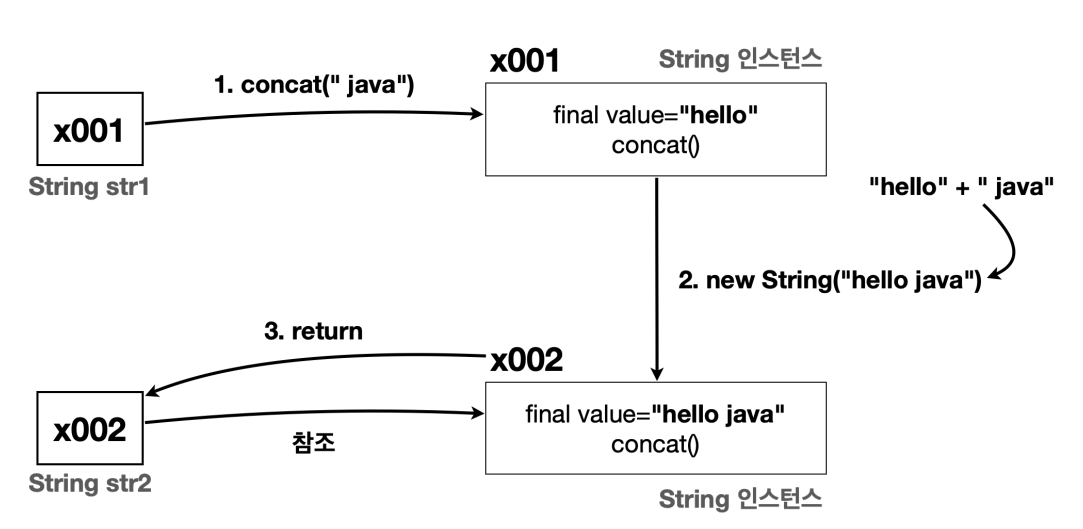 x001
String 인스턴스
1. concat(" java")
final value="hello"
concat()
x001
String str1
"hello" + " java"
2. new String("hello java")
3. return
x002
x002
final value="hello java"
concat()
참조
String str2
String 인스턴스